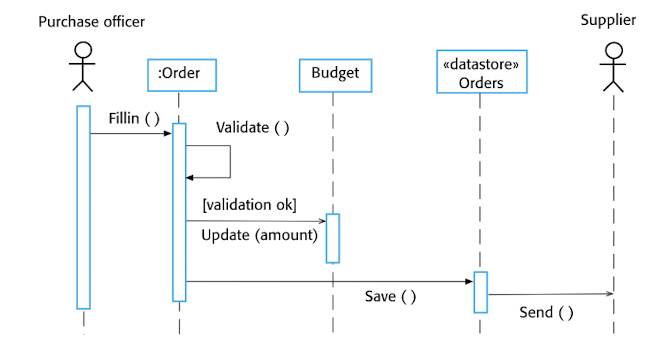 Purchase officer
Supplier
:Order
Budget
«datastore»
Orders
Fillin ( )
Validate ( )
[validation ok]
Update (amount)
Save ( )
Send ( )